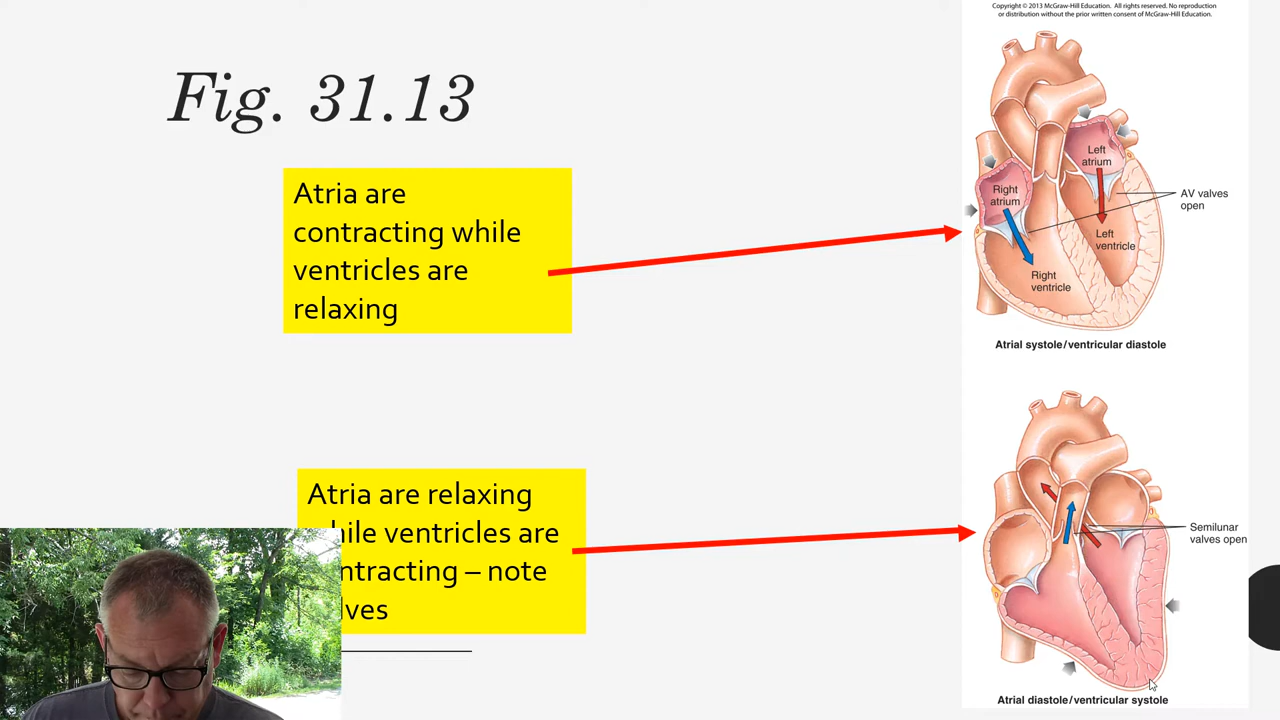 Copyright © 2013 McGraw-Hill Education. All rights reserved. No reproduction
or distribution without the prior written consent of McGraw-Hill Education.
Fig. 31.13
Atria are
contracting while
ventricles are
relaxing
Left
atrium
Right
atrium
AV valves
open
Left
ventricle
Right
ventricle
Atrial systole/ventricular diastole
Atria are relaxing
ventricles are
– note
Semilunar
valves open
Atrial diastole/ventricular systole